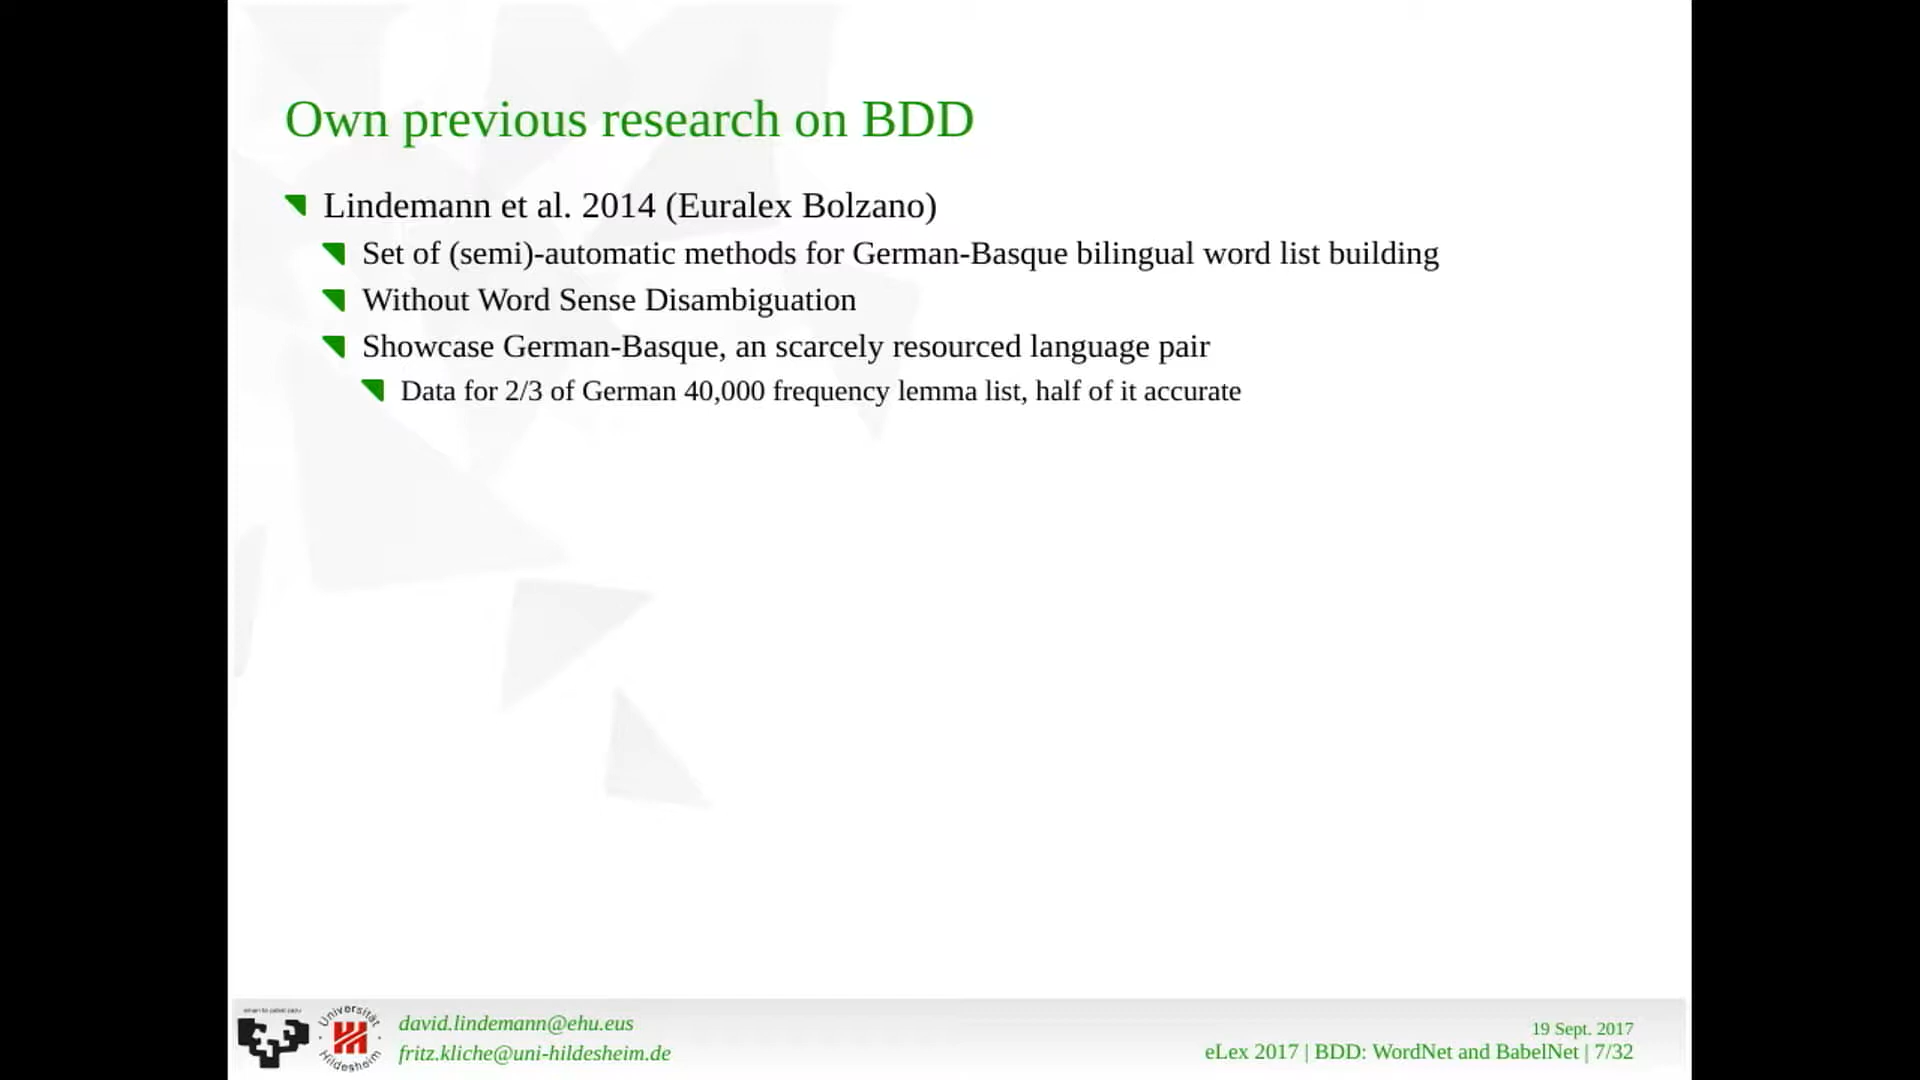 Own previous research on BDD
Lindemann et al. 2014 (Euralex Bolzano)
Set of (semi)-automatic methods for German-Basque bilingual word list building
Without Word Sense Disambiguation
Showcase German-Basque, an scarcely resourced language pair
Data for 2/3 of German 40,000 frequency lemma list, half of it accurate
Universität
Hildesheim
david.lindemann@ehu.eus
fritz.kliche@uni-hildesheim.de
19 Sept. 2017
eLex 2017 | BDD: WordNet and BabelNet | 7/32